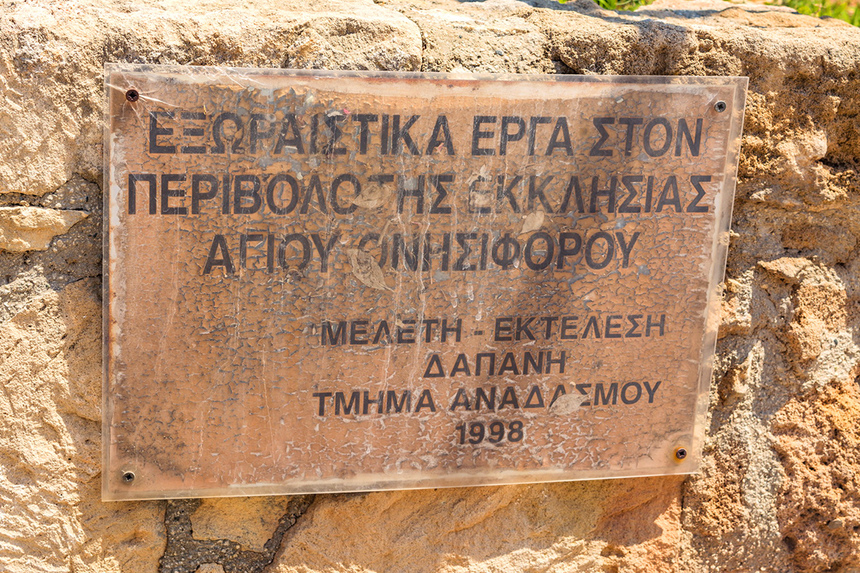 ΕΞΩΡΑΙΣΤΙΚΑ ΕΡΓΑ ΣΤΟΝ
ΠΕΡΙΒΟΛΟ ΤΗΣ ΕΚΚΛΗΣΙΑΣ
ΑΓΙΟΥ ΟΝΗΣΙΦΟΡΟΥ
ΜΕΛΕΤΗ - ΕΚΤΕΛΕΣΗ
ΔΑΠΑΝΗ
ΤΜΗΜΑ ΑΝΑΔΑΣΜΟΥ
1998